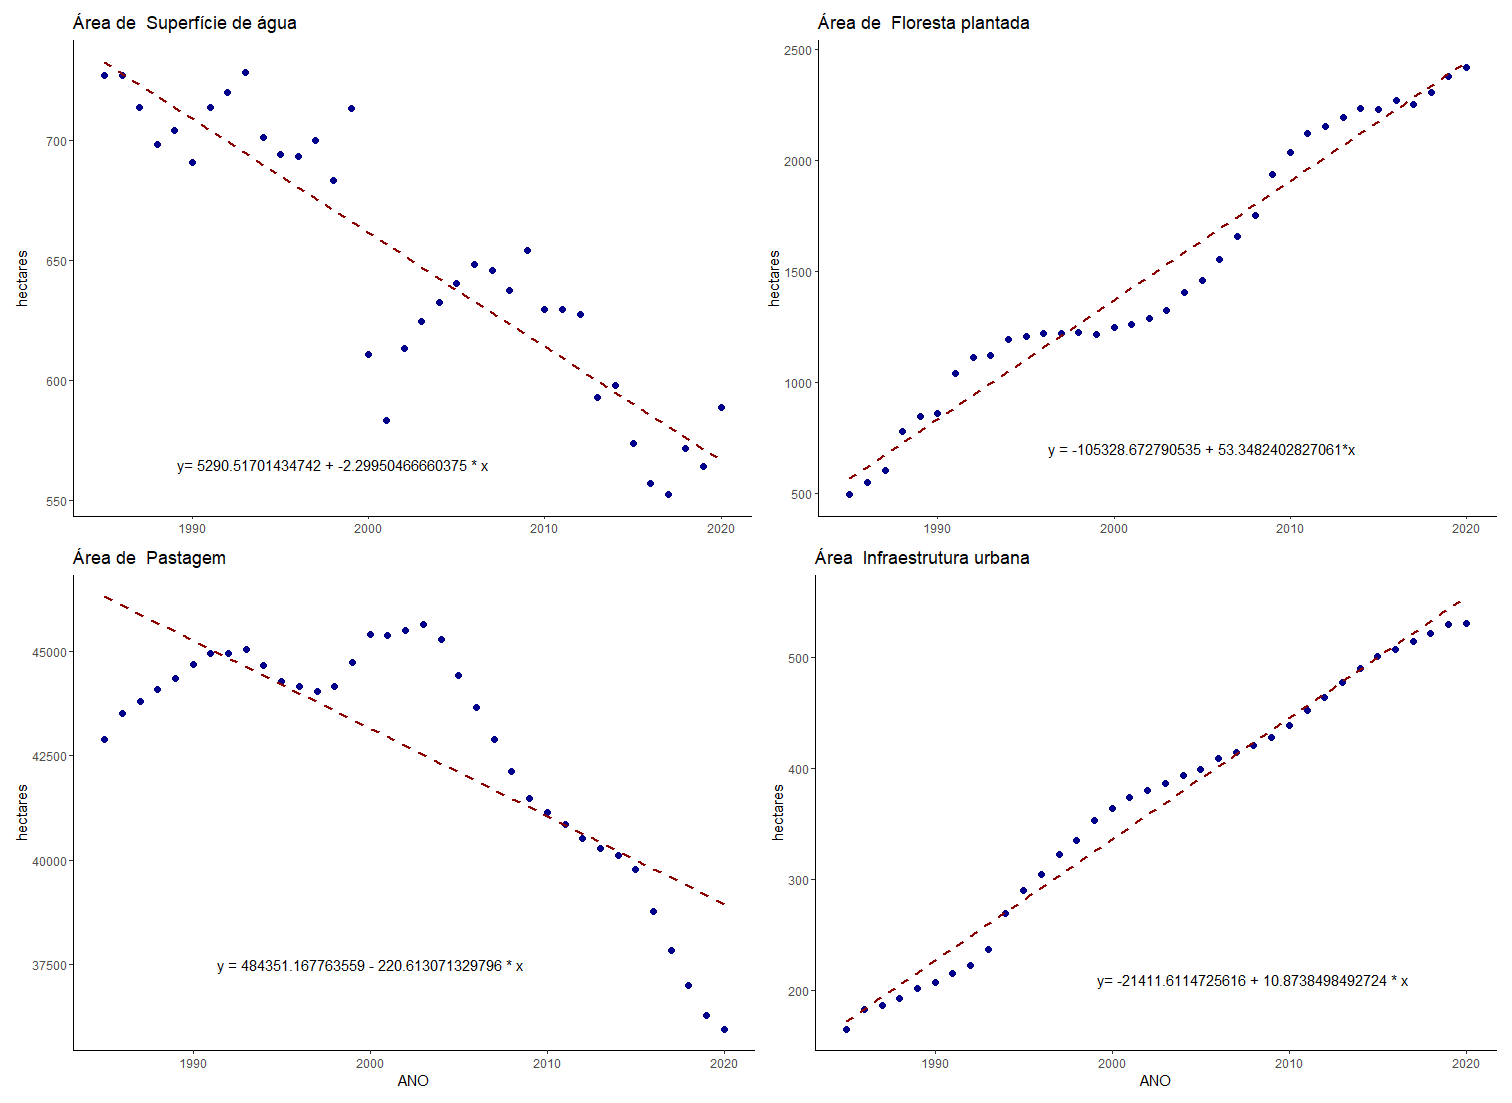 Área de  Superfície de água
hectares
700
650
600
550
y= 5290.51701434742 + -2.29950466660375 * x
1990
2000
2010
2020
Área de  Floresta plantada
hectares
2500
2000
1500
1000
500
y = -105328.672790535 + 53.3482402827061*x
1990
2000
2010
2020
Área de  Pastagem
hectares
45000
42500
40000
37500
y = 484351.167763559 - 220.613071329796 * x
1990
2000
2010
2020
ANO
Área  Infraestrutura urbana
hectares
500
400
300
200
y= -21411.6114725616 + 10.8738498492724 * x
1990
2000
2010
2020
ANO